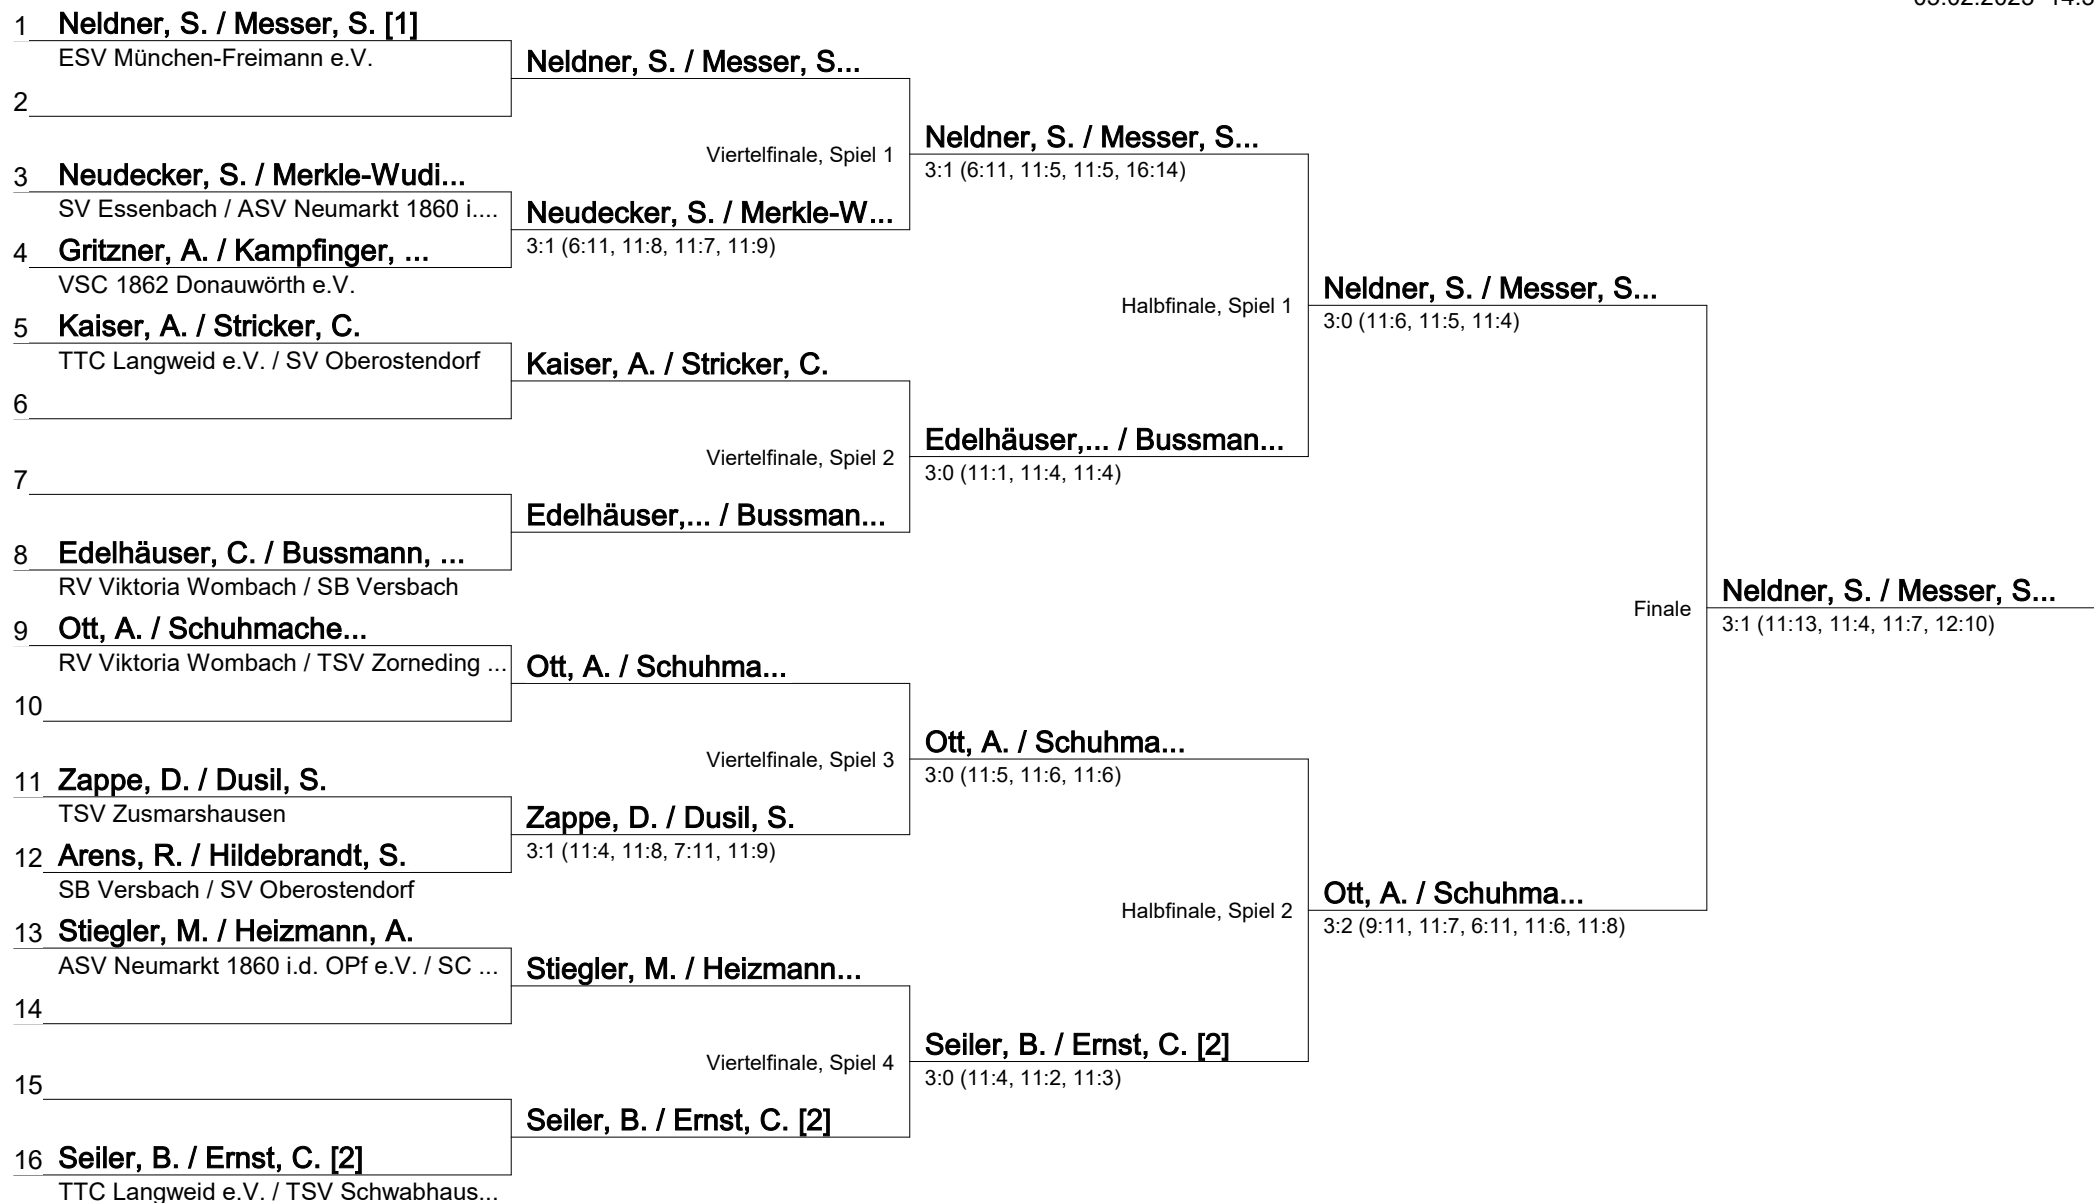 1 Neldner, S. / Messer, S. [1]
ESV München-Freimann e.V.
2
3 Neudecker, S. / Merkle-Wudi...
SV Essenbach / ASV Neumarkt 1860 i....
4 Gritzner, A. / Kampfinger, ...
VSC 1862 Donauwörth e.V.
5 Kaiser, A. / Stricker, C.
TTC Langweid e.V. / SV Oberostendorf
6
7
8 Edelhäuser, C. / Bussmann, ...
RV Viktoria Wombach / SB Versbach
9 Ott, A. / Schuhmache...
RV Viktoria Wombach / TSV Zorneding ...
10
11 Zappe, D. / Dusil, S.
TSV Zusmarshausen
12 Arens, R. / Hildebrandt, S.
SB Versbach / SV Oberostendorf
13 Stiegler, M. / Heizmann, A.
ASV Neumarkt 1860 i.d. OPf e.V. / SC ...
14
15
16 Seiler, B. / Ernst, C. [2]
TTC Langweid e.V. / TSV Schwabhaus...
Neldner, S. / Messer, S...
Viertelfinale, Spiel 1
Neudecker, S. / Merkle-W...
3:1 (6:11, 11:8, 11:7, 11:9)
Kaiser, A. / Stricker, C.
Viertelfinale, Spiel 2
Edelhäuser,... / Bussman...
Ott, A. / Schuhma...
Viertelfinale, Spiel 3
Zappe, D. / Dusil, S.
3:1 (11:4, 11:8, 7:11, 11:9)
Stiegler, M. / Heizmann...
Viertelfinale, Spiel 4
Seiler, B. / Ernst, C. [2]
Neldner, S. / Messer, S...
3:1 (6:11, 11:5, 11:5, 16:14)
Halbfinale, Spiel 1
Edelhäuser,... / Bussman...
3:0 (11:1, 11:4, 11:4)
Ott, A. / Schuhma...
3:0 (11:5, 11:6, 11:6)
Halbfinale, Spiel 2
Seiler, B. / Ernst, C. [2]
3:0 (11:4, 11:2, 11:3)
Neldner, S. / Messer, S...
3:0 (11:6, 11:5, 11:4)
Finale
Ott, A. / Schuhma...
3:2 (9:11, 11:7, 6:11, 11:6, 11:8)
Neldner, S. / Messer, S...
3:1 (11:13, 11:4, 11:7, 12:10)